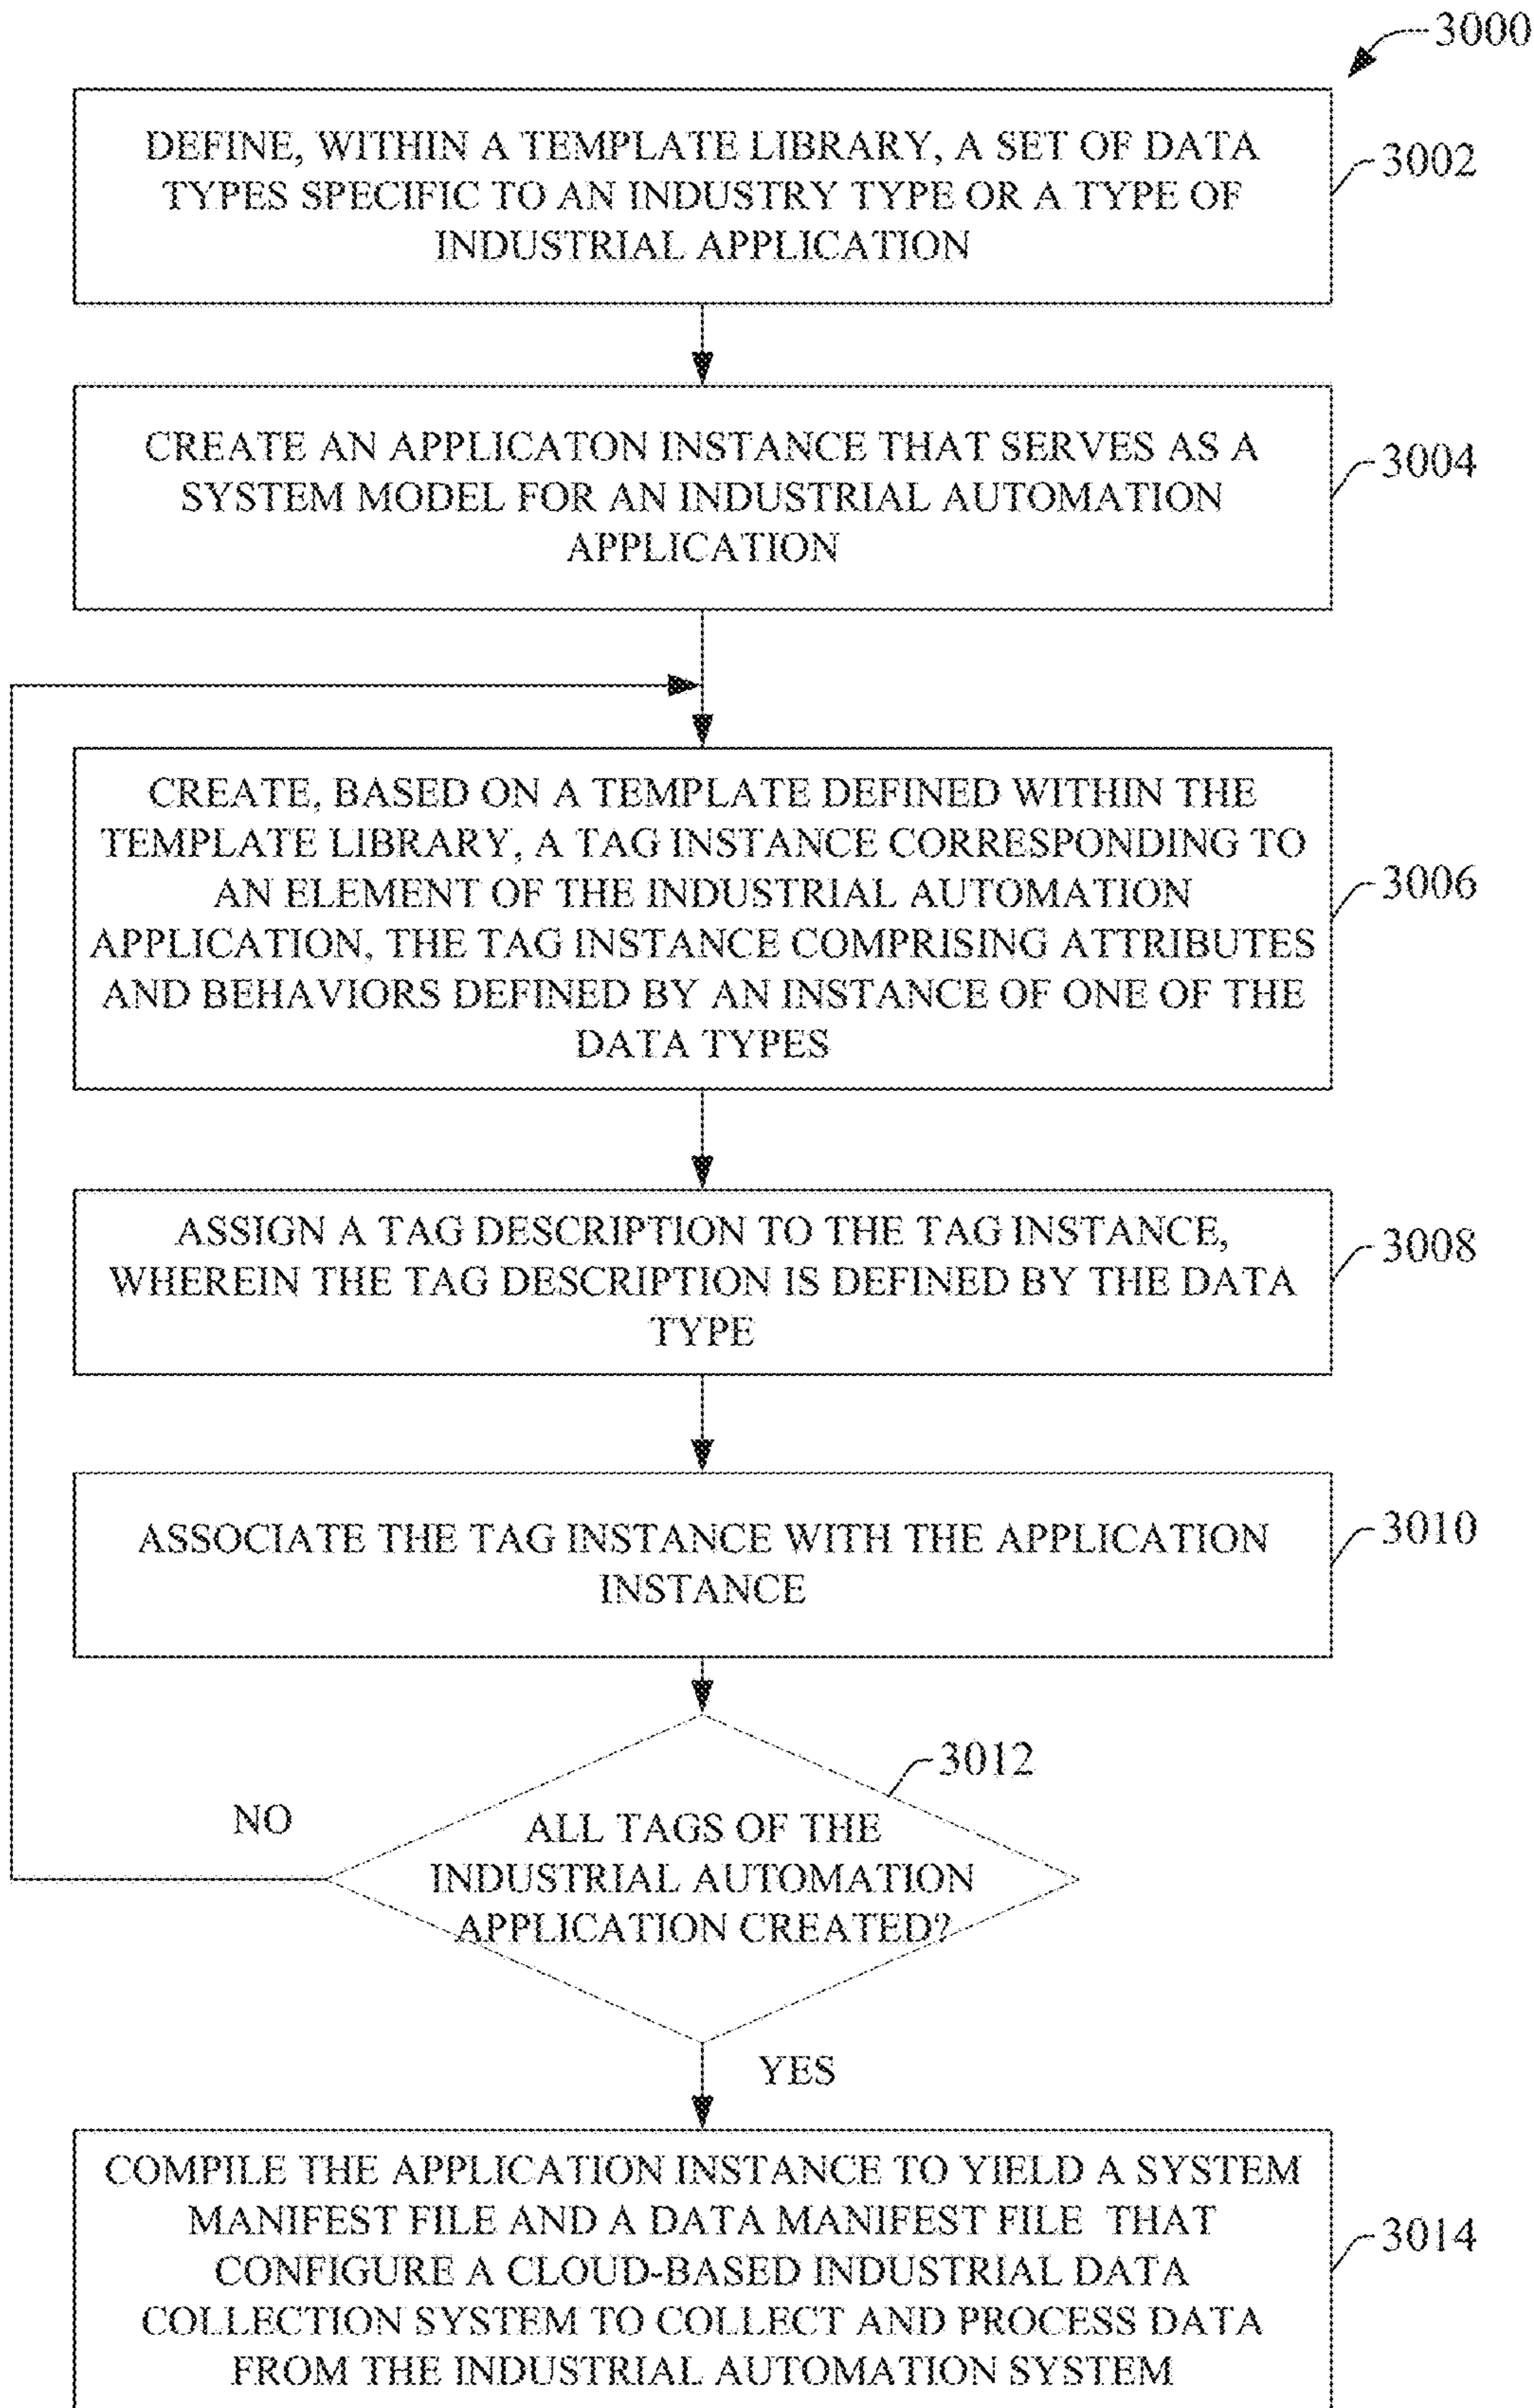 3000
DEFINE, WITHIN A TEMPLATE LIBRARY, A SET OF DATA
TYPES SPECIFIC TO AN INDUSTRY TYPE OR A TYPE OF
INDUSTRIAL APPLICATION
3002
CREATE AN APPLICATON INSTANCE THAT SERVES AS A
SYSTEM MODEL FOR AN INDUSTRIAL AUTOMATION
APPLICATION
3004
CREATE, BASED ON A TEMPLATE DEFINED WITHIN THE
TEMPLATE LIBRARY, A TAG INSTANCE CORRESPONDING TO
AN ELEMENT OF THE INDUSTRIAL AUTOMATION
APPLICATION, THE TAG INSTANCE COMPRISING ATTRIBUTES
AND BEHAVIORS DEFINED BY AN INSTANCE OF ONE OF THE
DATA TYPES
3006
ASSIGN A TAG DESCRIPTION TO THE TAG INSTANCE,
WHEREIN THE TAG DESCRIPTION IS DEFINED BY THE DATA
TYPE
3008
ASSOCIATE THE TAG INSTANCE WITH THE APPLICATION
INSTANCE
3010
3012
ALL TAGS OF THE
INDUSTRIAL AUTOMATION
APPLICATION CREATED?
NO
YES
COMPILE THE APPLICATION INSTANCE TO YIELD A SYSTEM
MANIFEST FILE AND A DATA MANIFEST FILE THAT
CONFIGURE A CLOUD-BASED INDUSTRIAL DATA
COLLECTION SYSTEM TO COLLECT AND PROCESS DATA
FROM THE INDUSTRIAL AUTOMATION SYSTEM
3014